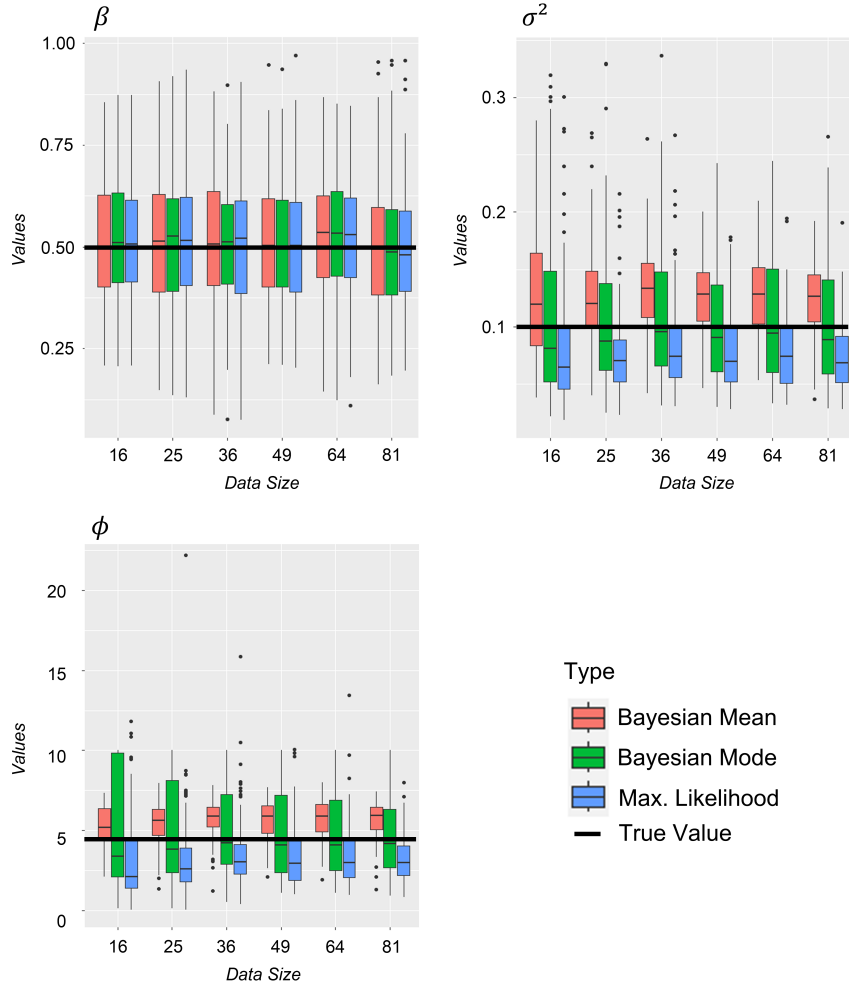 β
1.00
0.75
0.50
0.25
Values
16 25 36 49 64 81
Data Size
σ²
0.3
0.2
0.1
Values
16 25 36 49 64 81
Data Size
ϕ
20
15
10
5
0
Values
16 25 36 49 64 81
Data Size
Type
Bayesian Mean
Bayesian Mode
Max. Likelihood
True Value